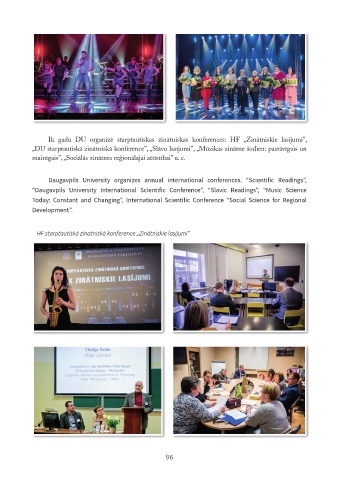 Ik gadu DU organizē starptautiskas zinātniskas konferences: HF „Zinātniskie lasījumi”,
„DU starptautiskā zinātniskā konference”, „Slāvu lasījumi”, „Mūzikas zinātne šodien: pastāvīgais un
mainīgais”, „Sociālās zinātnes reģionālajai attīstībai” u. c.
Daugavpils University organizes annual international conferences. “Scientific Readings”,
“Daugavpils University International Scientific Conference”, “Slavic Readings”, “Music Science
Today: Constant and Changing”, International Scientific Conference “Social Science for Regional
Development”.
HF starptautiskā zinātniskā konference „Zinātniskie lasījumi”
STARPTAUTISKĀ ZINĀTNISKĀ KONFERENCE
X ZINĀTNISKIE LASĪJUMI
96